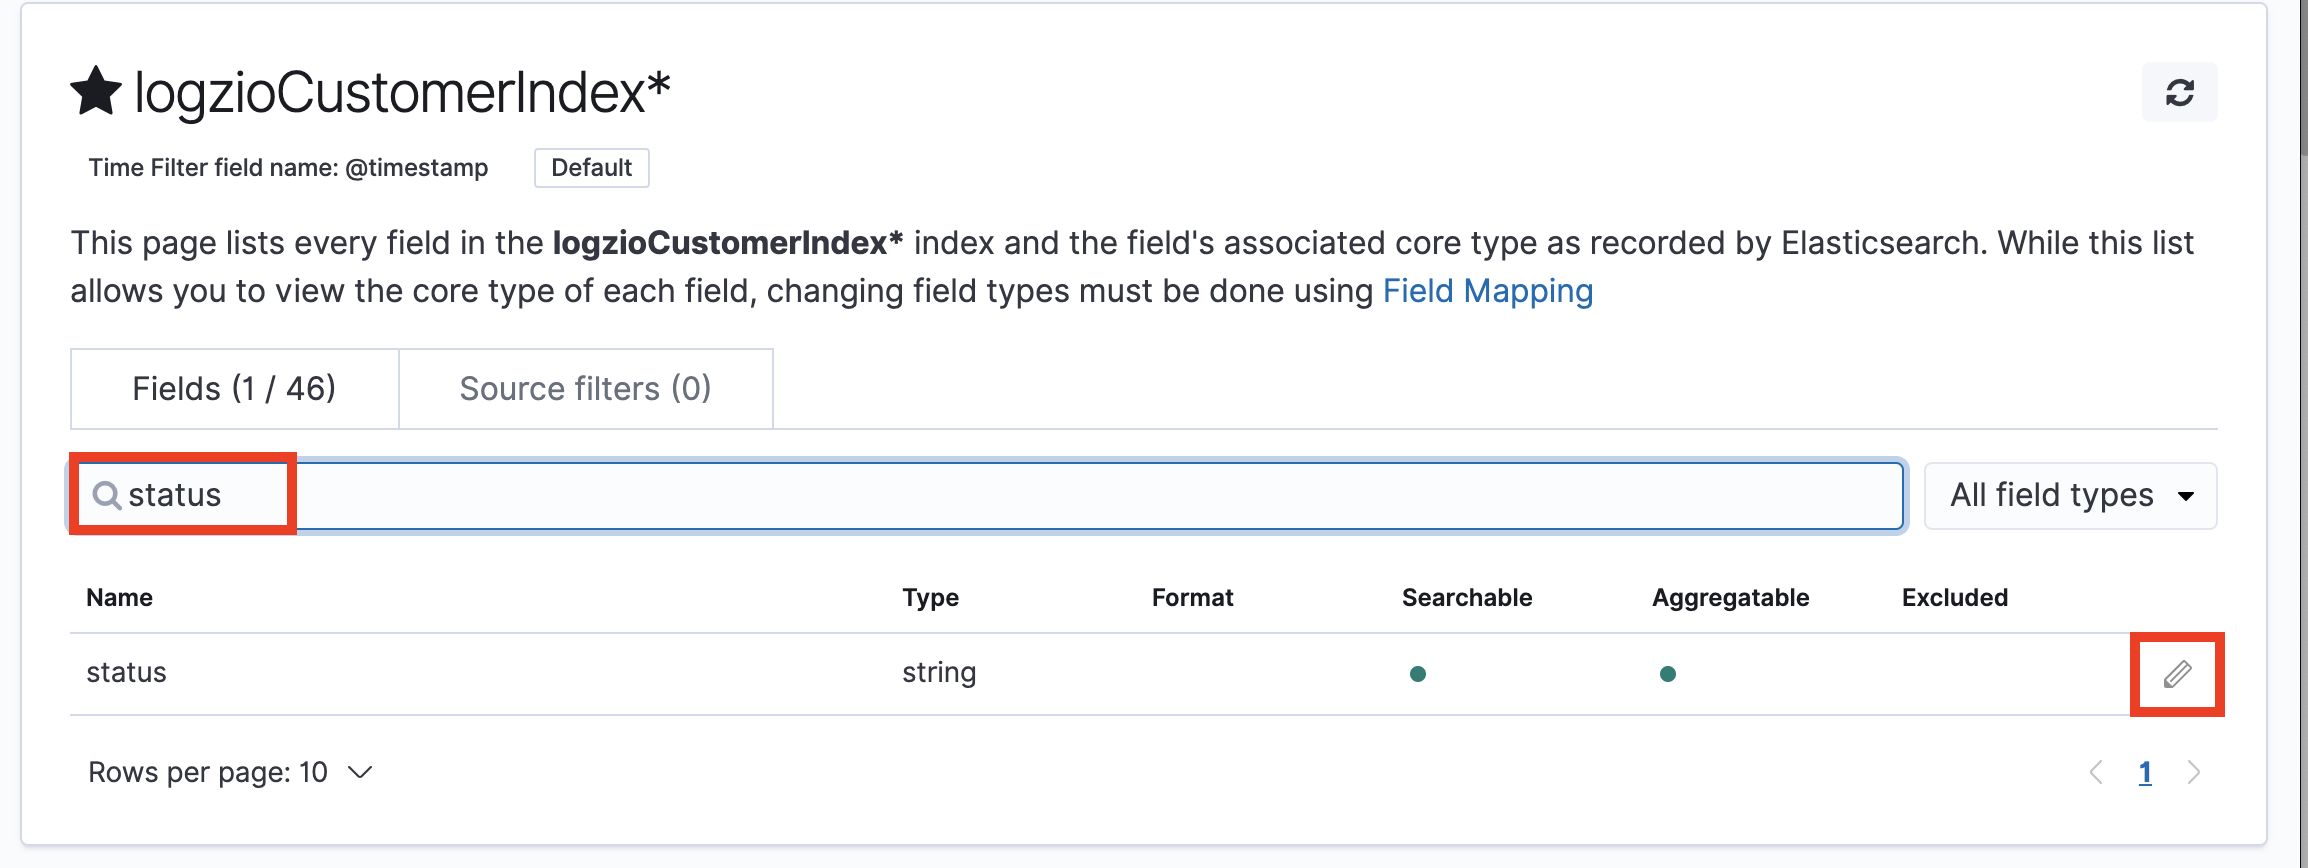 logzioCustomerIndex*
Time Filter field name: @timestamp Default
This page lists every field in the logzioCustomerIndex* index and the field's associated core type as recorded by Elasticsearch. While this list
allows you to view the core type of each field, changing field types must be done using Field Mapping
Fields (1 / 46) Source filters (0)
status All field types
Name Type Format Searchable Aggregatable Excluded
status string
Rows per page: 10 1